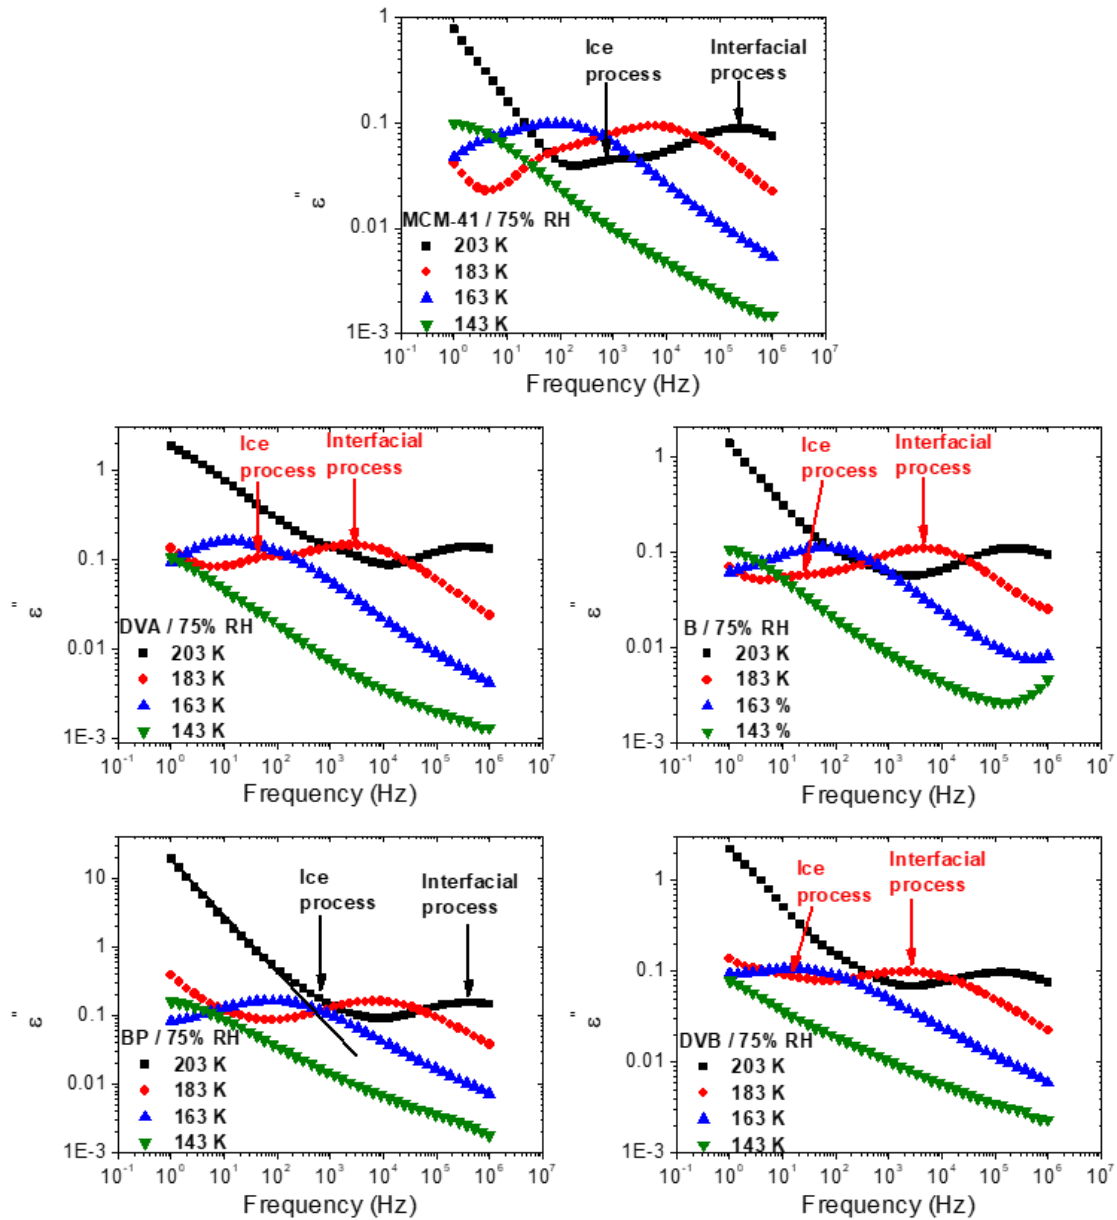 1
0.1
0.01
1E-3
ε"
Ice process
Interfacial process
MCM-41 / 75% RH
203 K
183 K
163 K
143 K
10⁻¹ 10⁰ 10¹ 10² 10³ 10⁴ 10⁵ 10⁶ 10⁷
Frequency (Hz)
1
0.1
0.01
1E-3
ε"
Ice process
Interfacial process
DVA / 75% RH
203 K
183 K
163 K
143 K
10⁻¹ 10⁰ 10¹ 10² 10³ 10⁴ 10⁵ 10⁶ 10⁷
Frequency (Hz)
1
0.1
0.01
1E-3
ε"
Ice process
Interfacial process
B / 75% RH
203 K
183 K
163 %
143 %
10⁻¹ 10⁰ 10¹ 10² 10³ 10⁴ 10⁵ 10⁶ 10⁷
Frequency (Hz)
10
1
0.1
0.01
1E-3
ε"
Ice process
Interfacial process
BP / 75% RH
203 K
183 K
163 K
143 K
10⁻¹ 10⁰ 10¹ 10² 10³ 10⁴ 10⁵ 10⁶ 10⁷
Frequency (Hz)
1
0.1
0.01
1E-3
ε"
Ice process
Interfacial process
DVB / 75% RH
203 K
183 K
163 K
143 K
10⁻¹ 10⁰ 10¹ 10² 10³ 10⁴ 10⁵ 10⁶ 10⁷
Frequency (Hz)